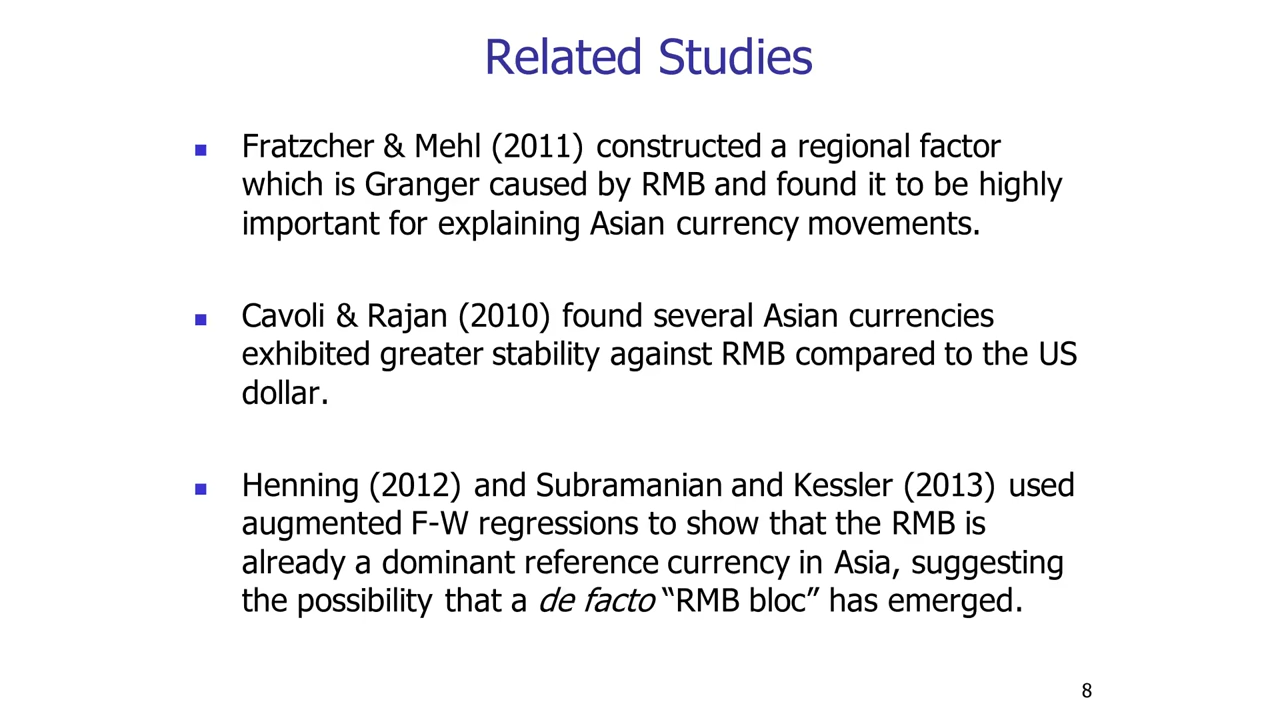 Related Studies
Fratzcher & Mehl (2011) constructed a regional factor
which is Granger caused by RMB and found it to be highly
important for explaining Asian currency movements.
Cavoli & Rajan (2010) found several Asian currencies
exhibited greater stability against RMB compared to the US
dollar.
Henning (2012) and Subramanian and Kessler (2013) used
augmented F-W regressions to show that the RMB is
already a dominant reference currency in Asia, suggesting
the possibility that a de facto “RMB bloc” has emerged.
8